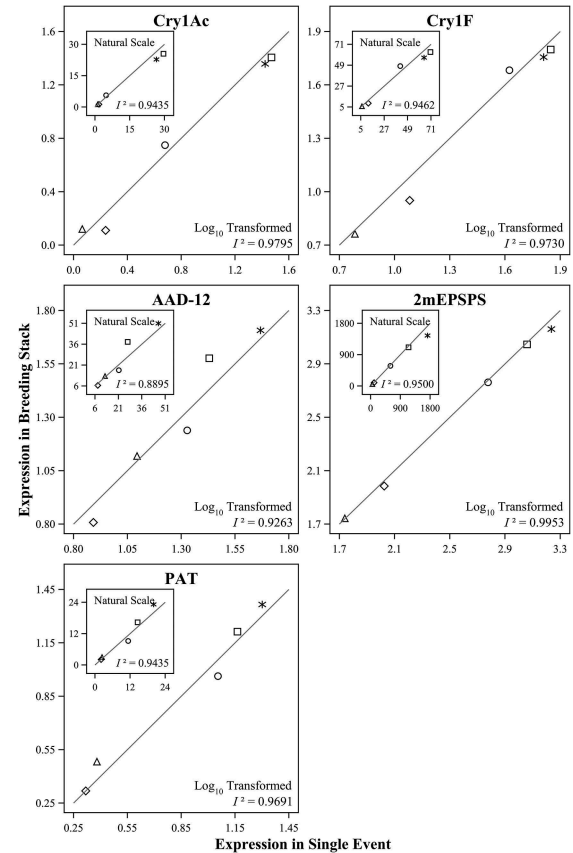 Cry1Ac
Natural Scale
30
15
0
I² = 0.9435
0 15 30
1.6
1.2
0.8
0.4
0.0
Log10 Transformed
I² = 0.9795
0.0 0.4 0.8 1.2 1.6
Cry1F
Natural Scale
71
49
27
5
I² = 0.9462
5 27 49 71
1.9
1.6
1.3
1.0
0.7
Log10 Transformed
I² = 0.9730
0.7 1.0 1.3 1.6 1.9
AAD-12
Natural Scale
51
36
21
6
I² = 0.8895
6 21 36 51
1.80
1.55
1.30
1.05
0.80
Log10 Transformed
I² = 0.9263
0.80 1.05 1.30 1.55 1.80
2mEPSPS
Natural Scale
1800
900
0
I² = 0.9500
0 900 1800
3.3
2.9
2.5
2.1
1.7
Log10 Transformed
I² = 0.9953
1.7 2.1 2.5 2.9 3.3
PAT
Natural Scale
24
12
0
I² = 0.9435
0 12 24
1.45
1.15
0.85
0.55
0.25
Log10 Transformed
I² = 0.9691
0.25 0.55 0.85 1.15 1.45
Expression in Breeding Stack
Expression in Single Event